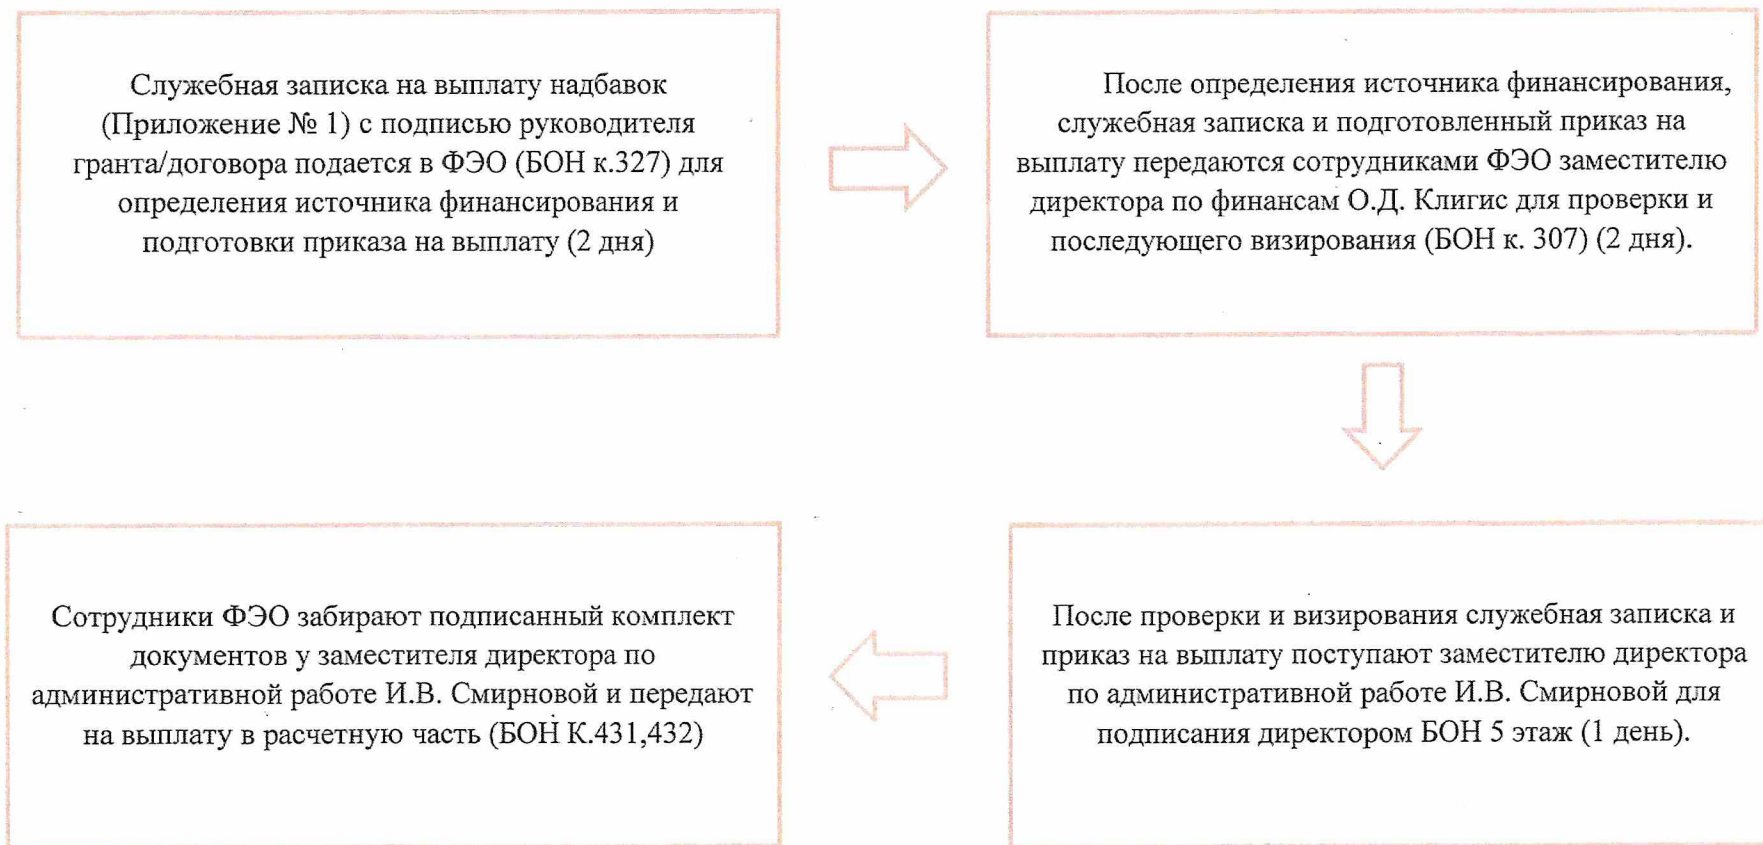 Служебная записка на выплату надбавок
(Приложение № 1) с подписью руководителя
гранта/договора подается в ФЭО (БОН к.327) для
определения источника финансирования и
подготовки приказа на выплату (2 дня)
После определения источника финансирования,
служебная записка и подготовленный приказ на
выплату передаются сотрудниками ФЭО заместителю
директора по финансам О.Д. Клигис для проверки и
последующего визирования (БОН к. 307) (2 дня).
После проверки и визирования служебная записка и
приказ на выплату поступают заместителю директора
по административной работе И.В. Смирновой для
подписания директором БОН 5 этаж (1 день).
Сотрудники ФЭО забирают подписанный комплект
документов у заместителя директора по
административной работе И.В. Смирновой и передают
на выплату в расчетную часть (БОН К.431,432)